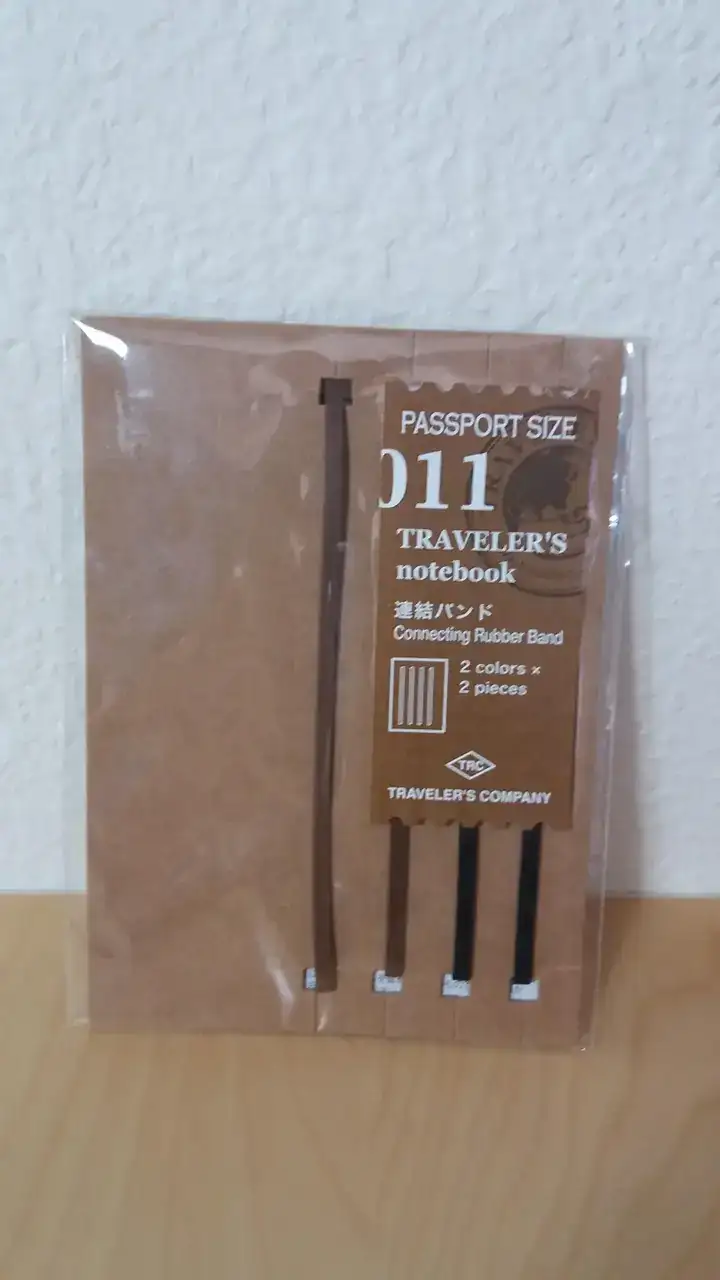 PASSPORT SIZE
011
TRAVELER'S
notebook
連結バンド
Connecting Rubber Band
2 colors ×
2 pieces
TRC
TRAVELER'S COMPANY